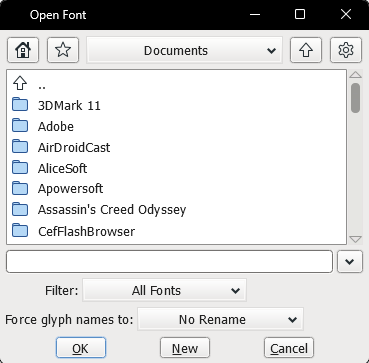 Open Font
Documents
..
3DMark 11
Adobe
AirDroidCast
AliceSoft
Apowersoft
Assassin's Creed Odyssey
CefFlashBrowser
Filter: All Fonts
Force glyph names to: No Rename
OK New Cancel